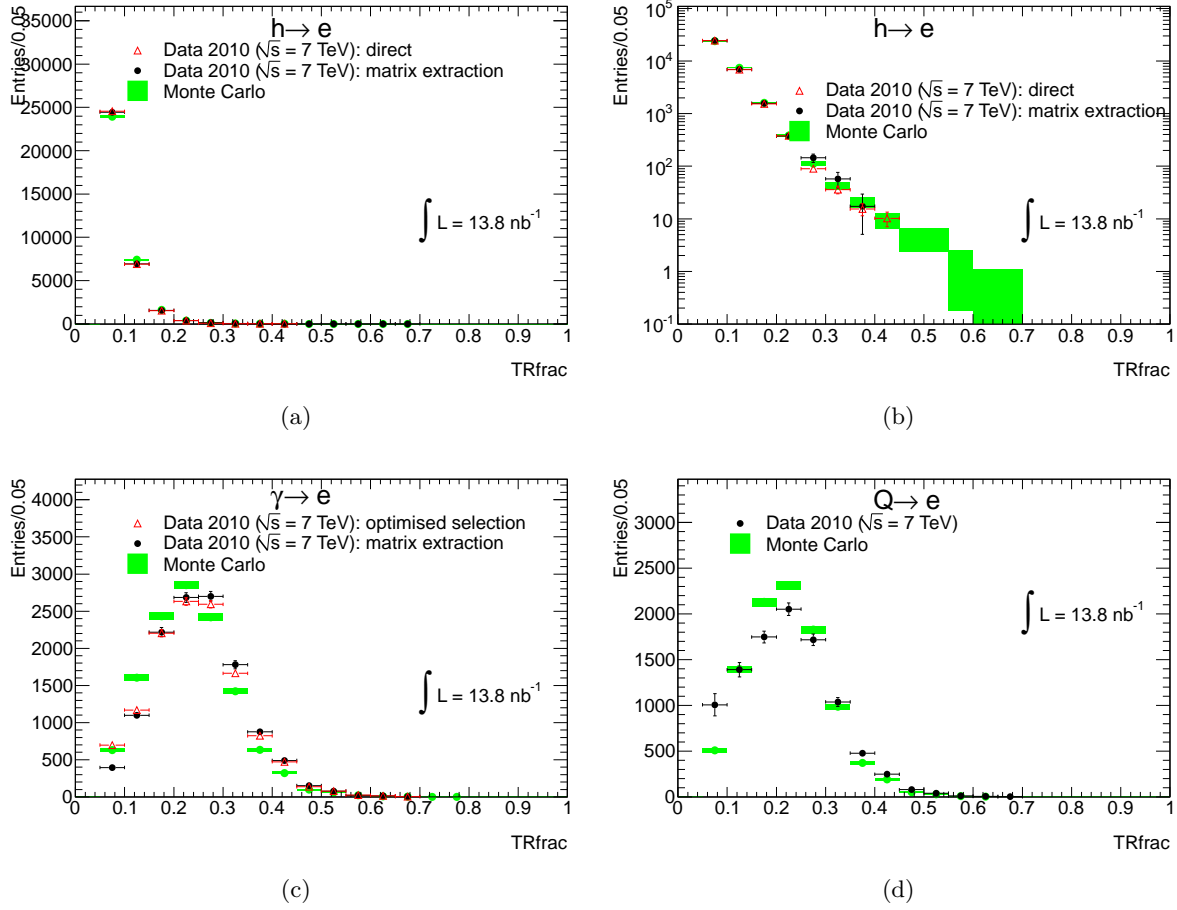 h→e
Entries/0.05
Data 2010 (√s = 7 TeV): direct
Data 2010 (√s = 7 TeV): matrix extraction
Monte Carlo
∫ L = 13.8 nb⁻¹
35000
30000
25000
20000
15000
10000
5000
0
0 0.1 0.2 0.3 0.4 0.5 0.6 0.7 0.8 0.9 1
TRfrac
(a)
h→e
Entries/0.05
Data 2010 (√s = 7 TeV): direct
Data 2010 (√s = 7 TeV): matrix extraction
Monte Carlo
∫ L = 13.8 nb⁻¹
10⁵
10⁴
10³
10²
10
1
10⁻¹
0 0.1 0.2 0.3 0.4 0.5 0.6 0.7 0.8 0.9 1
TRfrac
(b)
γ→e
Entries/0.05
Data 2010 (√s = 7 TeV): optimised selection
Data 2010 (√s = 7 TeV): matrix extraction
Monte Carlo
∫ L = 13.8 nb⁻¹
4000
3500
3000
2500
2000
1500
1000
500
0
0 0.1 0.2 0.3 0.4 0.5 0.6 0.7 0.8 0.9 1
TRfrac
(c)
Q→e
Entries/0.05
Data 2010 (√s = 7 TeV)
Monte Carlo
∫ L = 13.8 nb⁻¹
3000
2500
2000
1500
1000
500
0
0 0.1 0.2 0.3 0.4 0.5 0.6 0.7 0.8 0.9 1
TRfrac
(d)